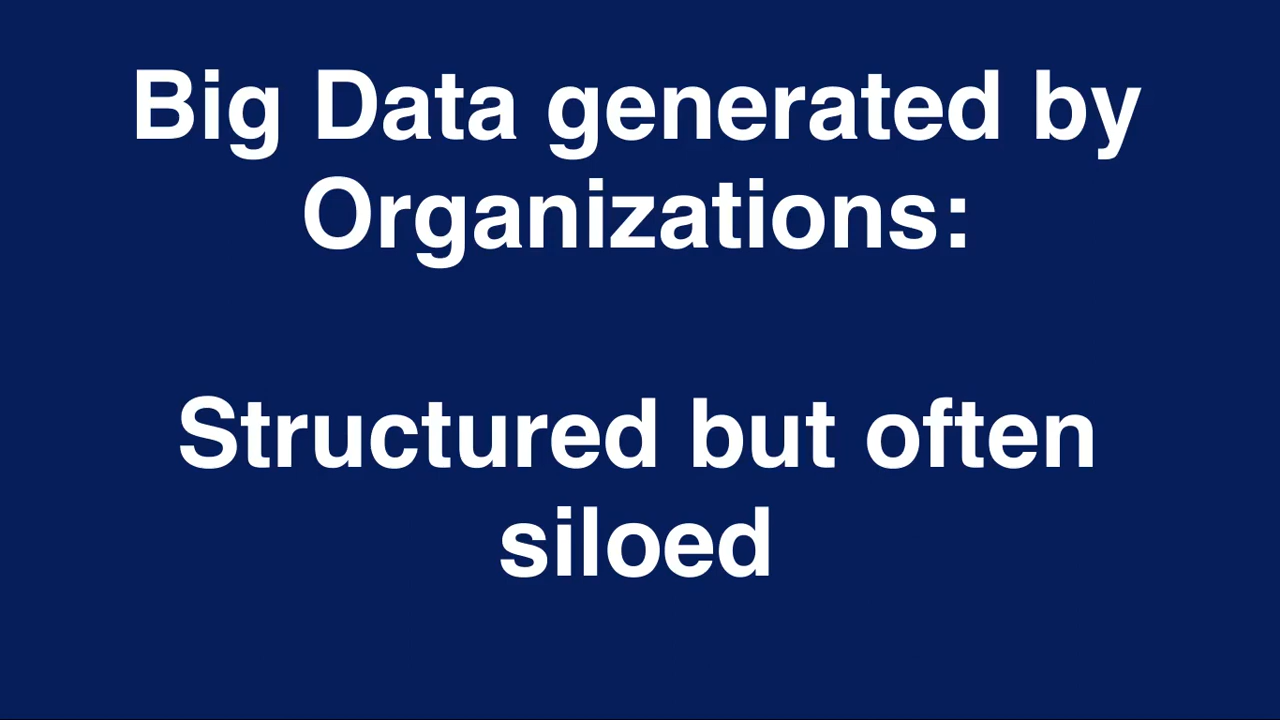 Big Data generated by
Organizations:
Structured but often
siloed